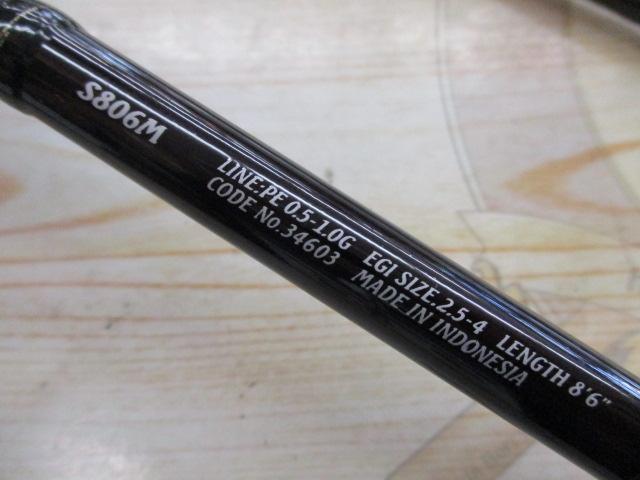 S806M
LINE:PE 0.5-1.0G EGI SIZE.2.5-4 LENGTH 8'6"
CODE No.34603 MADE IN INDONESIA